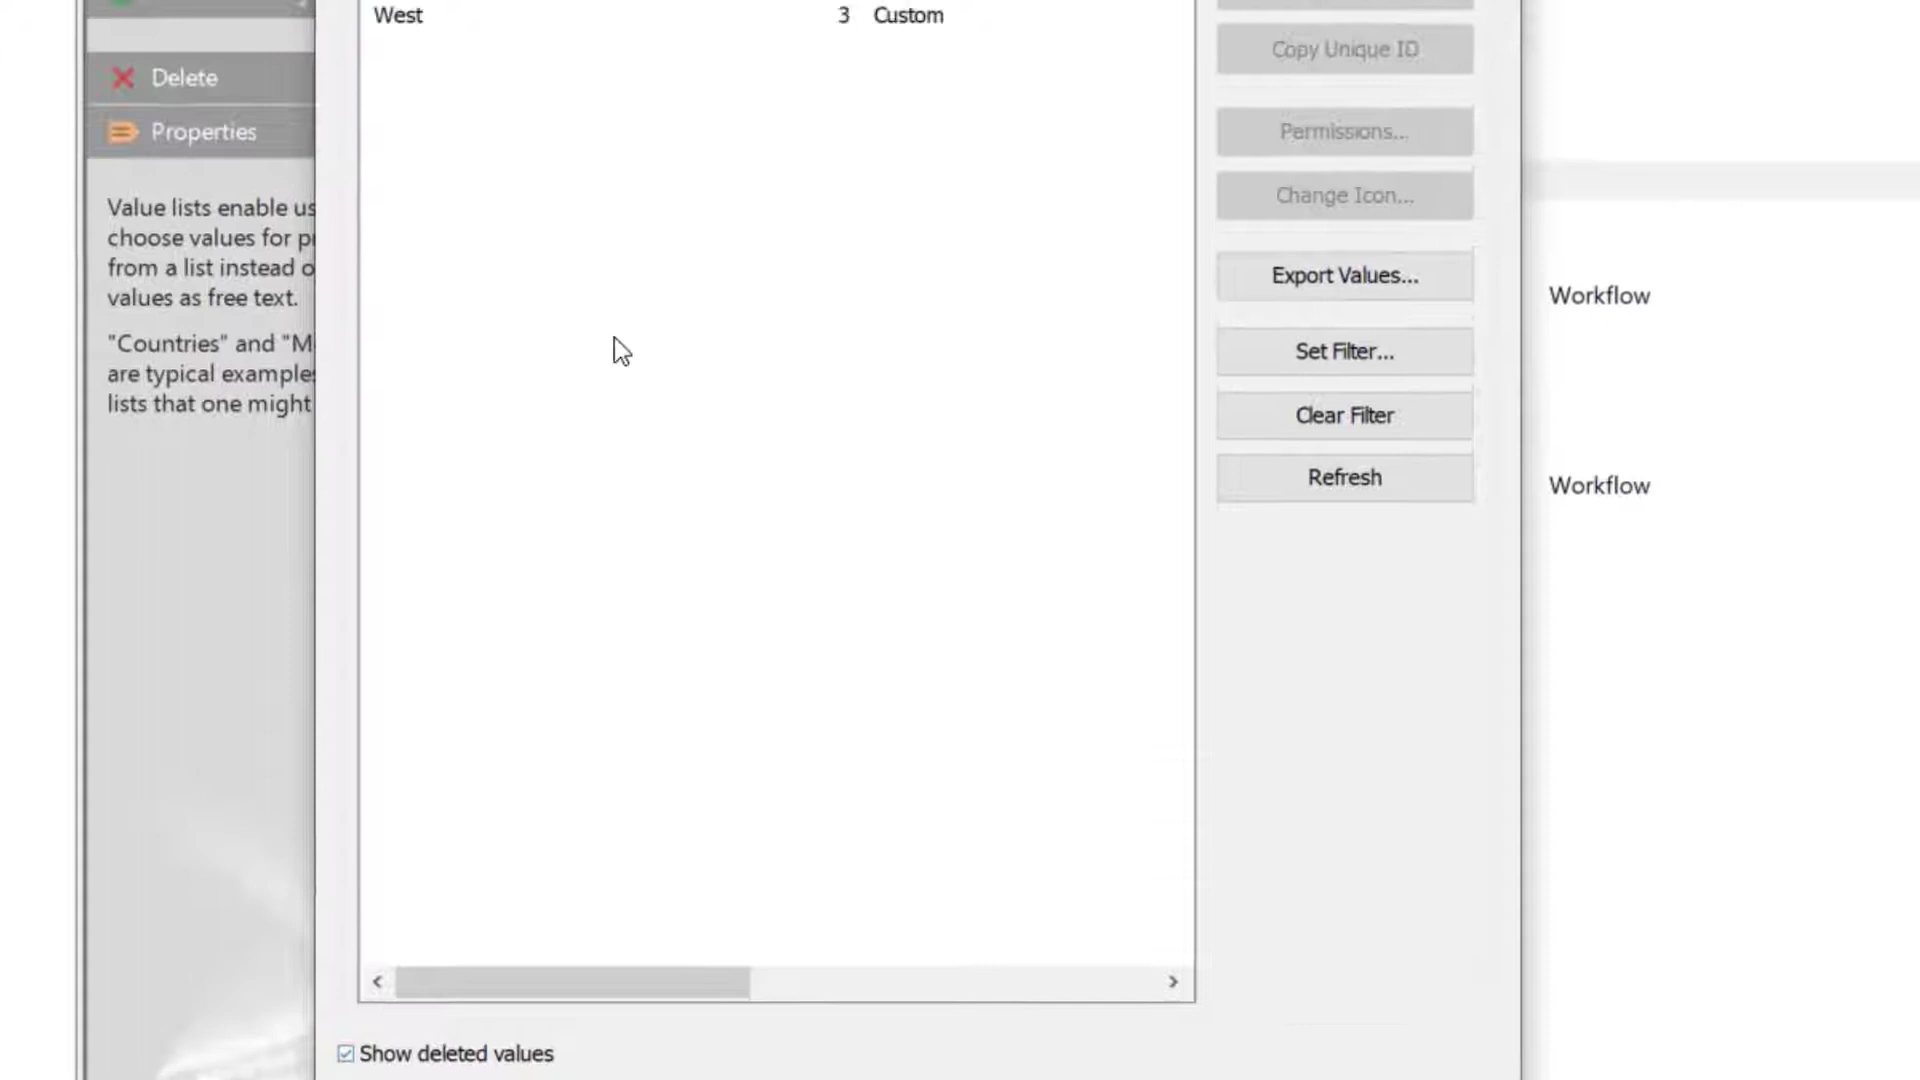 West 3 Custom
Copy Unique ID
Delete
Properties
Permissions...
Change Icon...
Value lists enable us
choose values for p
from a list instead o
values as free text.
"Countries" and "M
are typical examples
lists that one might
Export Values...
Set Filter...
Clear Filter
Refresh
Workflow
Workflow
Show deleted values